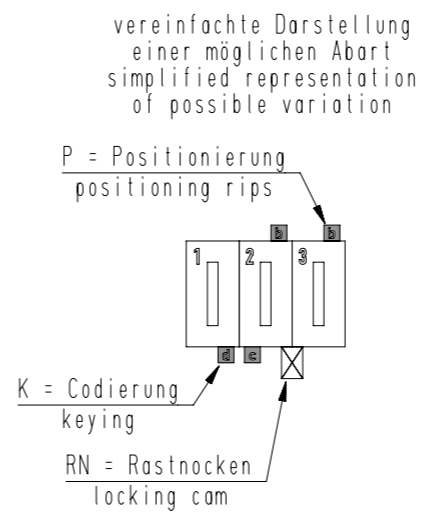 vereinfachte Darstellung
einer möglichen Abart
simplified representation
of possible variation
P = Positionierung
positioning rips
b b
1 2 3
d c
K = Codierung
keying
RN = Rastnocken
locking cam